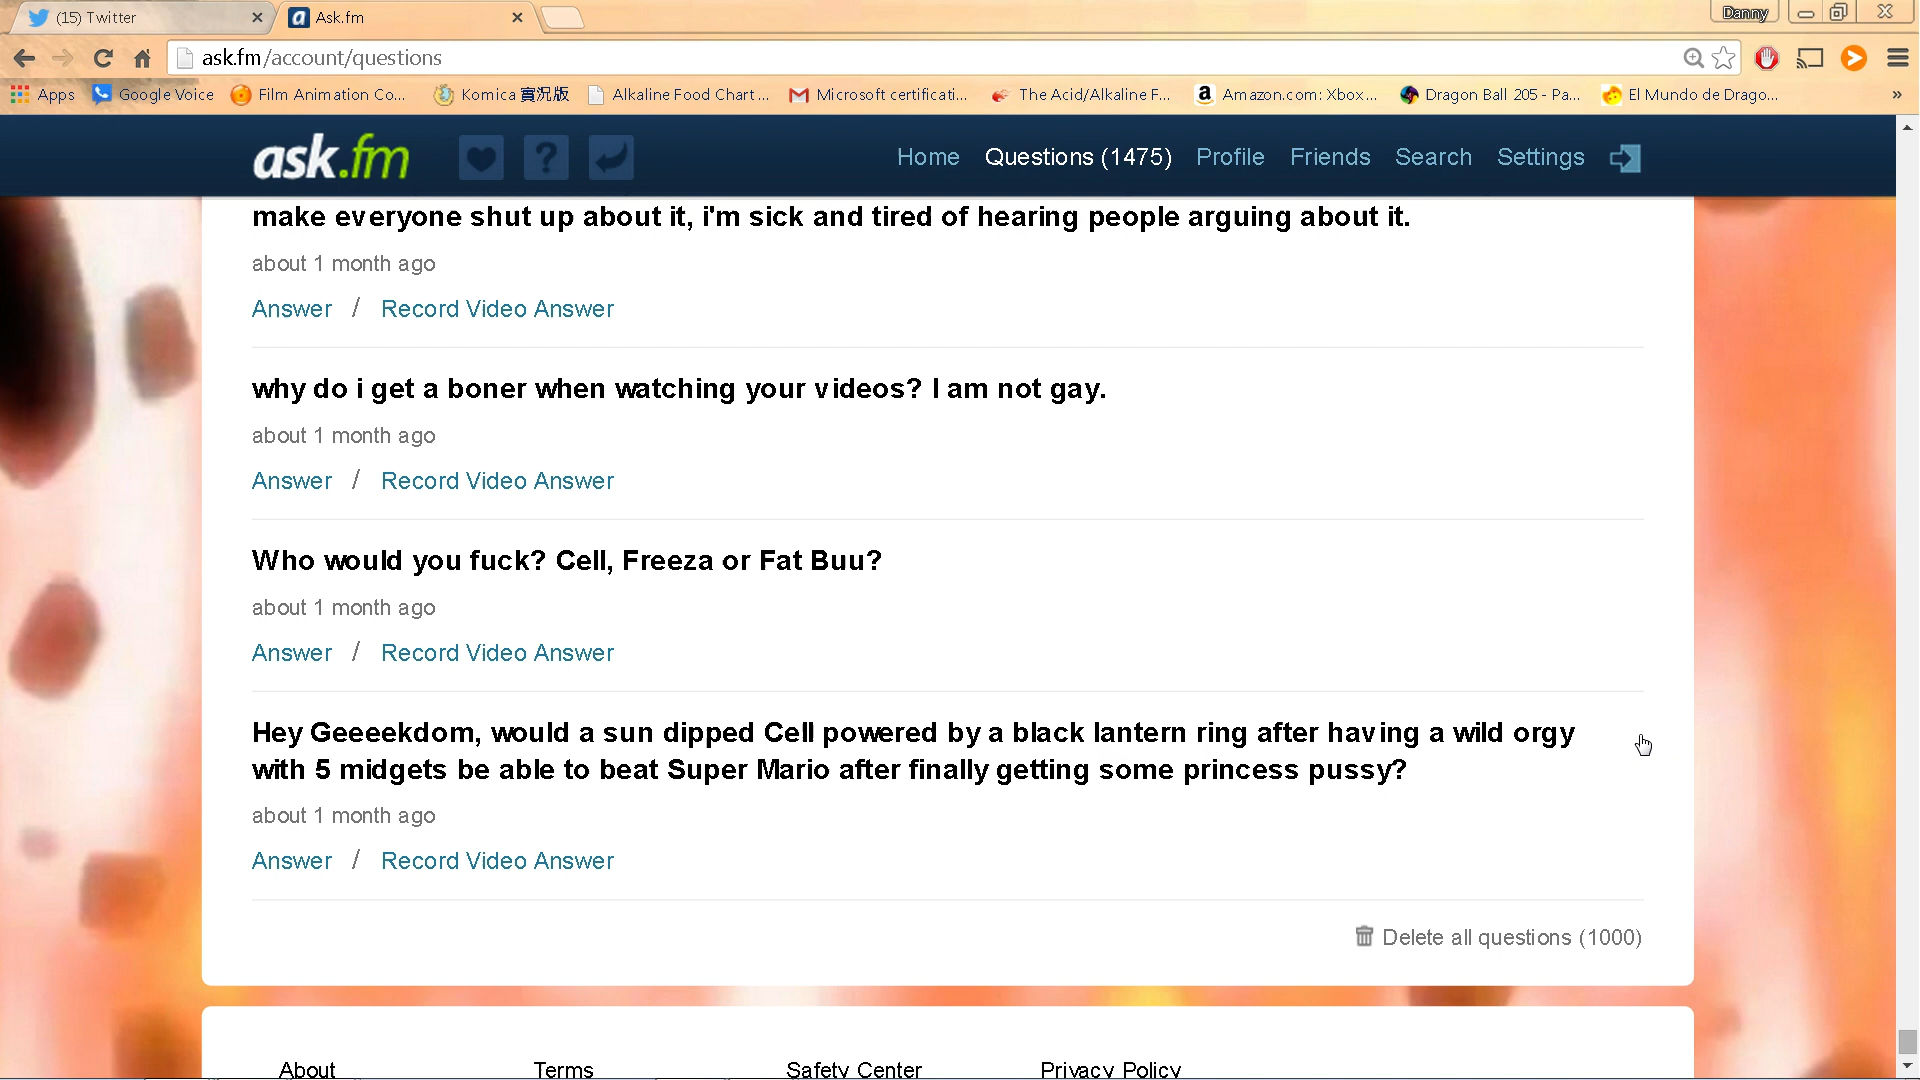 (15) Twitter
Ask.fm
Danny
ask.fm/account/questions
Apps
Google Voice
Film Animation Co...
Komica 實況版
Alkaline Food Chart ...
Microsoft certificati...
The Acid/Alkaline F...
Amazon.com: Xbox...
Dragon Ball 205 - Pa...
El Mundo de Drago...
»
ask.fm
Home
Questions (1475)
Profile
Friends
Search
Settings
make everyone shut up about it, i'm sick and tired of hearing people arguing about it.
about 1 month ago
Answer / Record Video Answer
why do i get a boner when watching your videos? I am not gay.
about 1 month ago
Answer / Record Video Answer
Who would you fuck? Cell, Freeza or Fat Buu?
about 1 month ago
Answer / Record Video Answer
Hey Geeeekdom, would a sun dipped Cell powered by a black lantern ring after having a wild orgy
with 5 midgets be able to beat Super Mario after finally getting some princess pussy?
about 1 month ago
Answer / Record Video Answer
Delete all questions (1000)
About
Terms
Safety Center
Privacy Policy